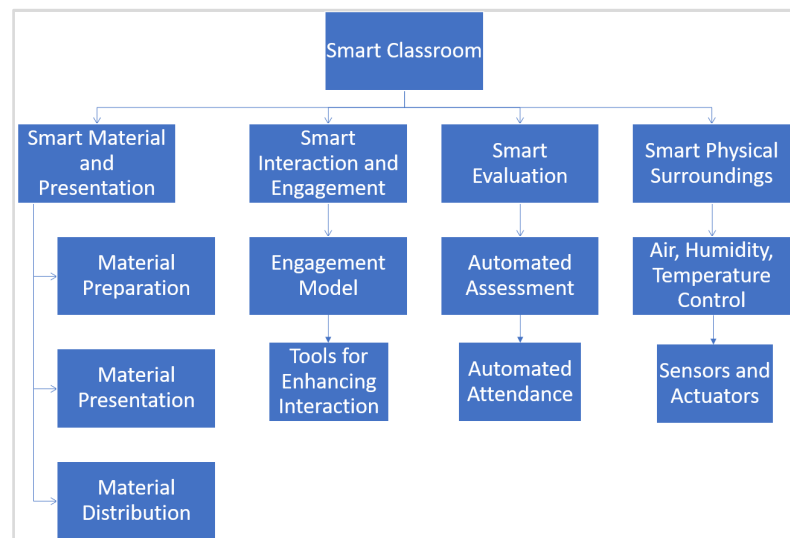 Smart Classroom
Smart Material
and
Presentation
Smart
Interaction and
Engagement
Smart
Evaluation
Smart Physical
Surroundings
Material
Preparation
Engagement
Model
Automated
Assessment
Air, Humidity,
Temperature
Control
Material
Presentation
Tools for
Enhancing
Interaction
Automated
Attendance
Sensors and
Actuators
Material
Distribution